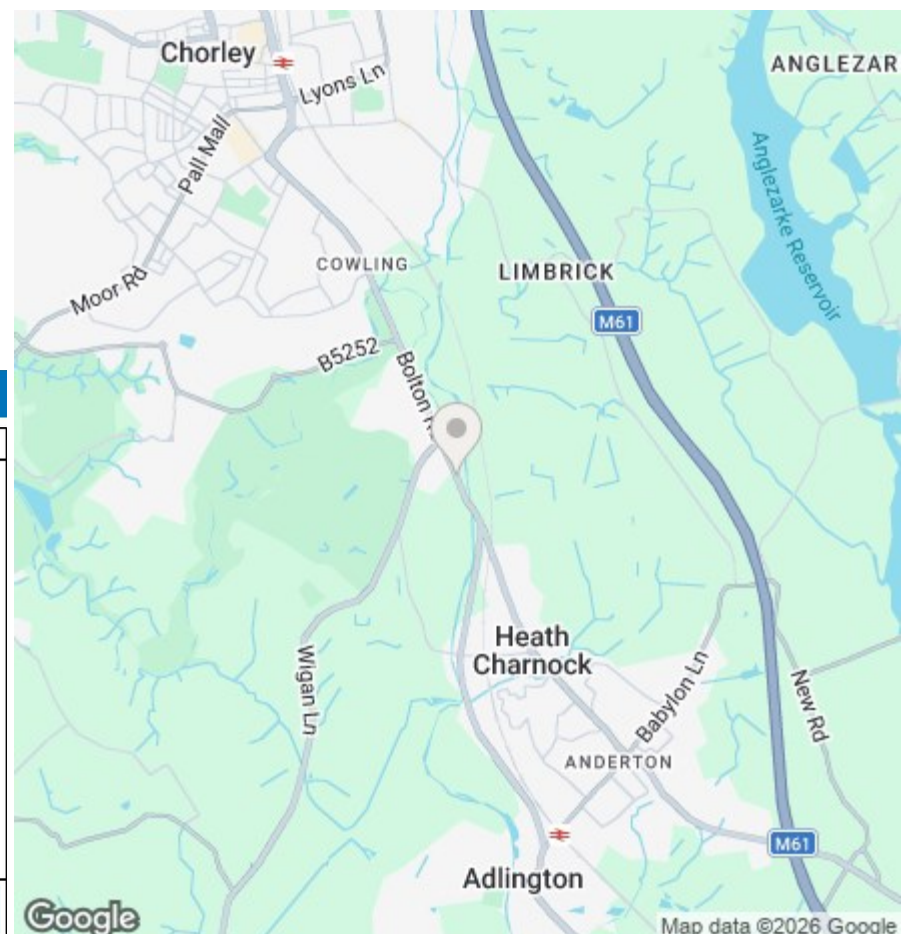 Chorley
Lyons Ln
ANGLEZAR
Pall Mall
Anglezarke Reservoir
COWLING
LIMBRICK
Moor Rd
M61
B5252
Bolton R
Heath
Charnock
Wigan Ln
Babylon Ln
New Rd
ANDERTON
M61
Adlington
Google
Map data ©2026 Google